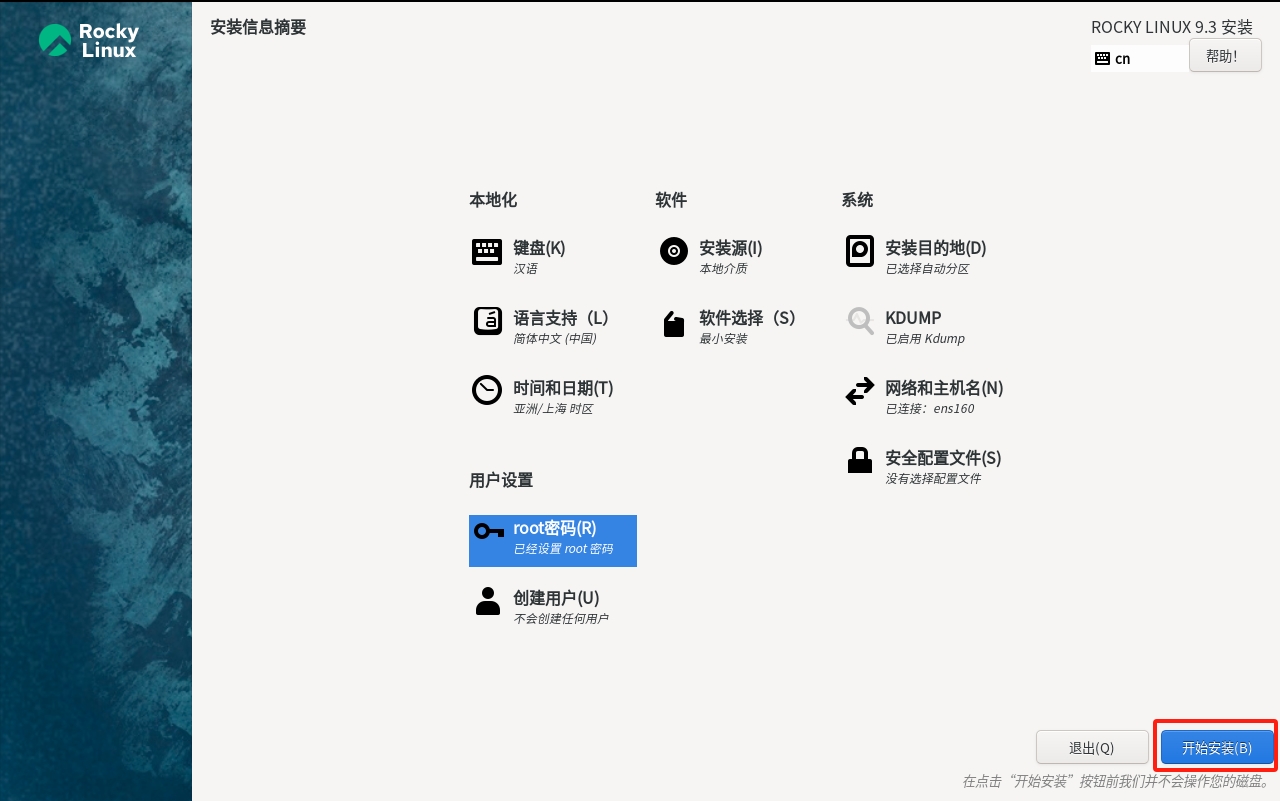 Rocky
Linux
安装信息摘要
ROCKY LINUX 9.3 安装
cn
帮助！
本地化
键盘(K)
汉语
语言支持（L）
简体中文 (中国)
时间和日期(T)
亚洲/上海 时区
软件
安装源(I)
本地介质
软件选择（S）
最小安装
系统
安装目的地(D)
已选择自动分区
KDUMP
已启用 Kdump
网络和主机名(N)
已连接：ens160
安全配置文件(S)
没有选择配置文件
用户设置
root密码(R)
已经设置 root 密码
创建用户(U)
不会创建任何用户
退出(Q)
开始安装(B)
在点击“开始安装”按钮前我们并不会操作您的磁盘。